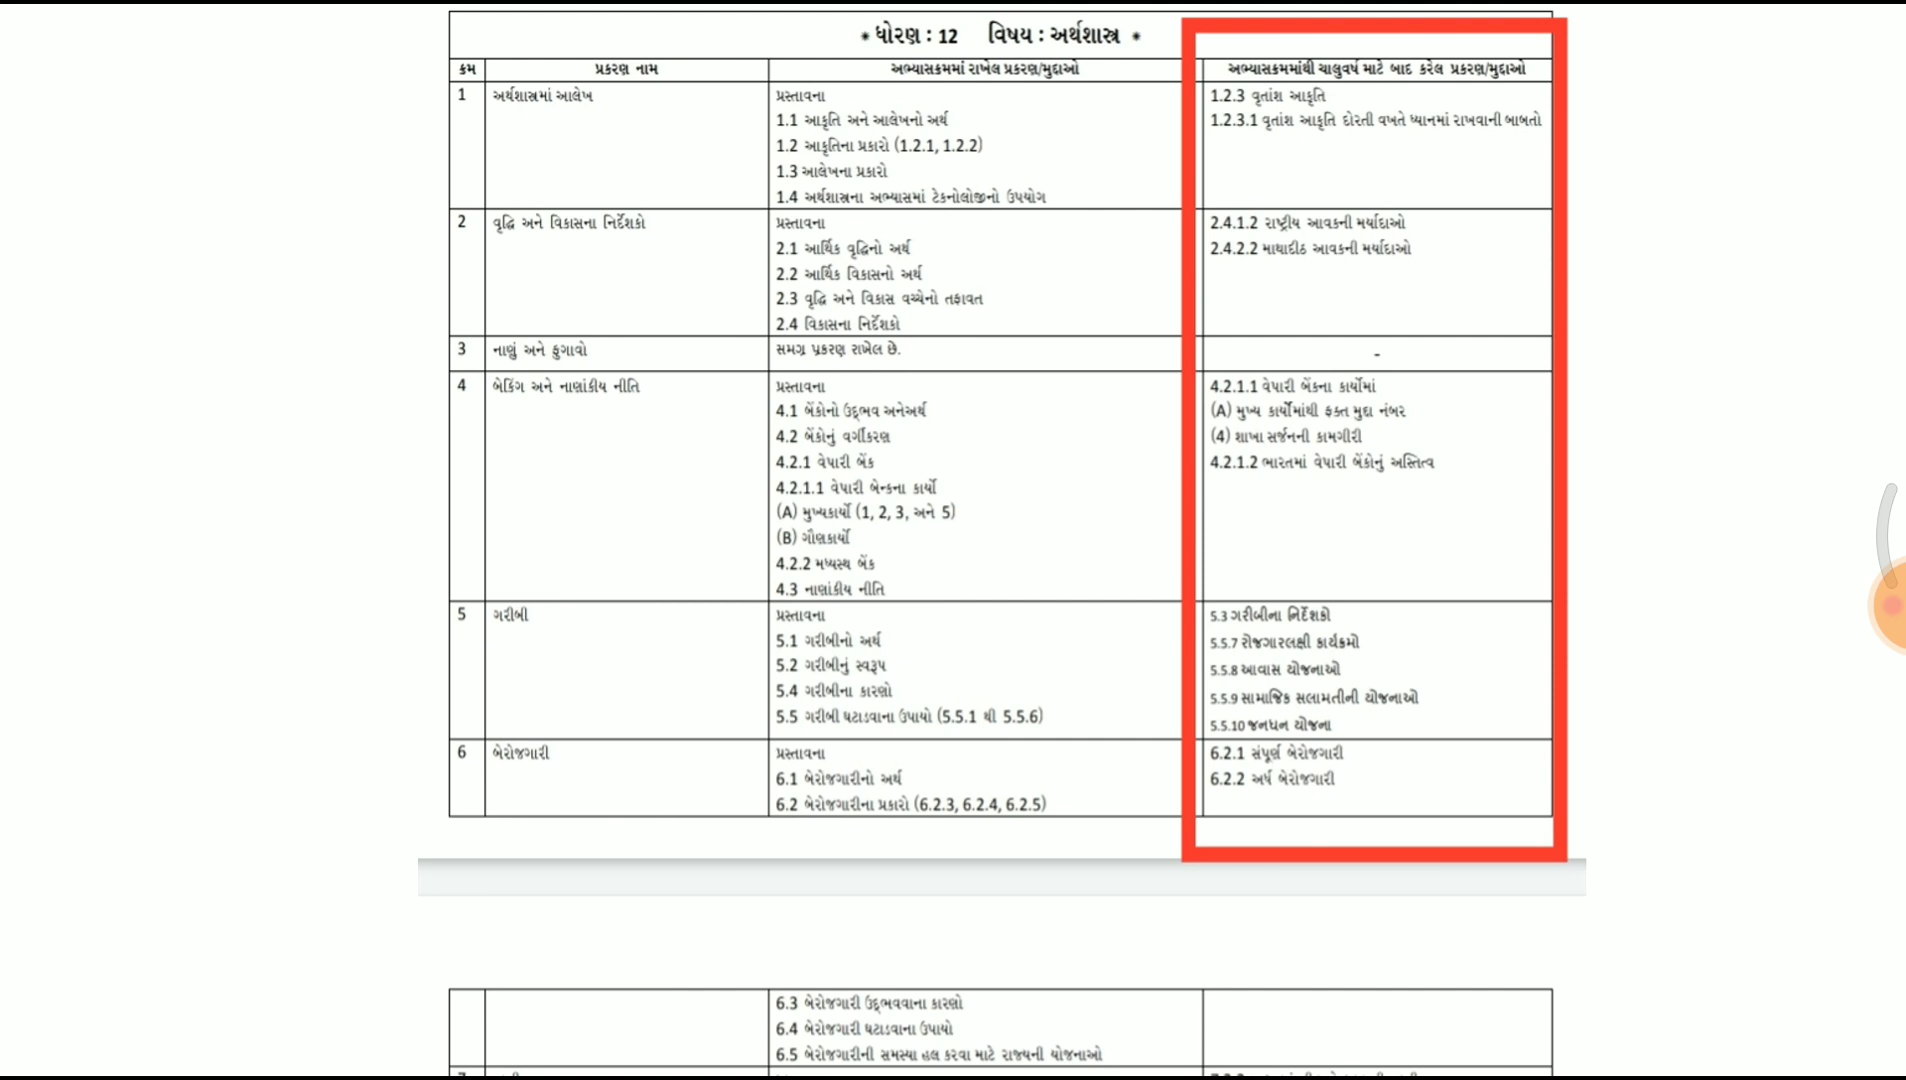 * ધોરણ : 12 વિષય : અર્થશાસ્ત્ર *
ક્રમ પ્રકરણ નામ અભ્યાસક્રમમાં રાખેલ પ્રકરણ/મુદ્દાઓ અભ્યાસક્રમમાંથી ચાલુવર્ષ માટે બાદ કરેલ પ્રકરણ/મુદ્દાઓ
1 અર્થશાસ્ત્રમાં આલેખ
પ્રસ્તાવના
1.1 આકૃતિ અને આલેખનો અર્થ
1.2 આકૃતિના પ્રકારો (1.2.1, 1.2.2)
1.3 આલેખના પ્રકારો
1.4 અર્થશાસ્ત્રના અભ્યાસમાં ટેકનોલોજીનો ઉપયોગ
1.2.3 વૃતાંશ આકૃતિ
1.2.3.1 વૃતાંશ આકૃતિ દોરતી વખતે ધ્યાનમાં રાખવાની બાબતો
2 વૃદ્ધિ અને વિકાસના નિર્દેશકો
પ્રસ્તાવના
2.1 આર્થિક વૃદ્ધિનો અર્થ
2.2 આર્થિક વિકાસનો અર્થ
2.3 વૃદ્ધિ અને વિકાસ વચ્ચેનો તફાવત
2.4 વિકાસના નિર્દેશકો
2.4.1.2 રાષ્ટ્રીય આવકની મર્યાદાઓ
2.4.2.2 માથાદીઠ આવકની મર્યાદાઓ
3 નાણું અને ફુગાવો
સમગ્ર પ્રકરણ રાખેલ છે.
-
4 બેકિંગ અને નાણાંકીય નીતિ
પ્રસ્તાવના
4.1 બેંકોનો ઉદ્દભવ અનેઅર્થ
4.2 બેંકોનું વર્ગીકરણ
4.2.1 વેપારી બેંક
4.2.1.1 વેપારી બેન્કના કાર્યો
(A) મુખ્યકાર્યો (1, 2, 3, અને 5)
(B) ગૌણકાર્યો
4.2.2 મધ્યસ્થ બેંક
4.3 નાણાંકીય નીતિ
4.2.1.1 વેપારી બેંકના કાર્યોમાં
(A) મુખ્ય કાર્યોમાંથી ફક્ત મુદ્દા નંબર
(4) શાખા સર્જનની કામગીરી
4.2.1.2 ભારતમાં વેપારી બેંકોનું અસ્તિત્વ
5 ગરીબી
પ્રસ્તાવના
5.1 ગરીબીનો અર્થ
5.2 ગરીબીનું સ્વરૂપ
5.4 ગરીબીના કારણો
5.5 ગરીબી ઘટાડવાના ઉપાયો (5.5.1 થી 5.5.6)
5.3 ગરીબીના નિર્દેશકો
5.5.7 રોજગારલક્ષી કાર્યક્રમો
5.5.8 આવાસ યોજનાઓ
5.5.9 સામાજિક સલામતીની યોજનાઓ
5.5.10 જનધન યોજના
6 બેરોજગારી
પ્રસ્તાવના
6.1 બેરોજગારીનો અર્થ
6.2 બેરોજગારીના પ્રકારો (6.2.3, 6.2.4, 6.2.5)
6.2.1 સંપૂર્ણ બેરોજગારી
6.2.2 અર્ધ બેરોજગારી
6.3 બેરોજગારી ઉદ્દભવવાના કારણો
6.4 બેરોજગારી ઘટાડવાના ઉપાયો
6.5 બેરોજગારીની સમસ્યા હલ કરવા માટે રાજ્યની યોજનાઓ